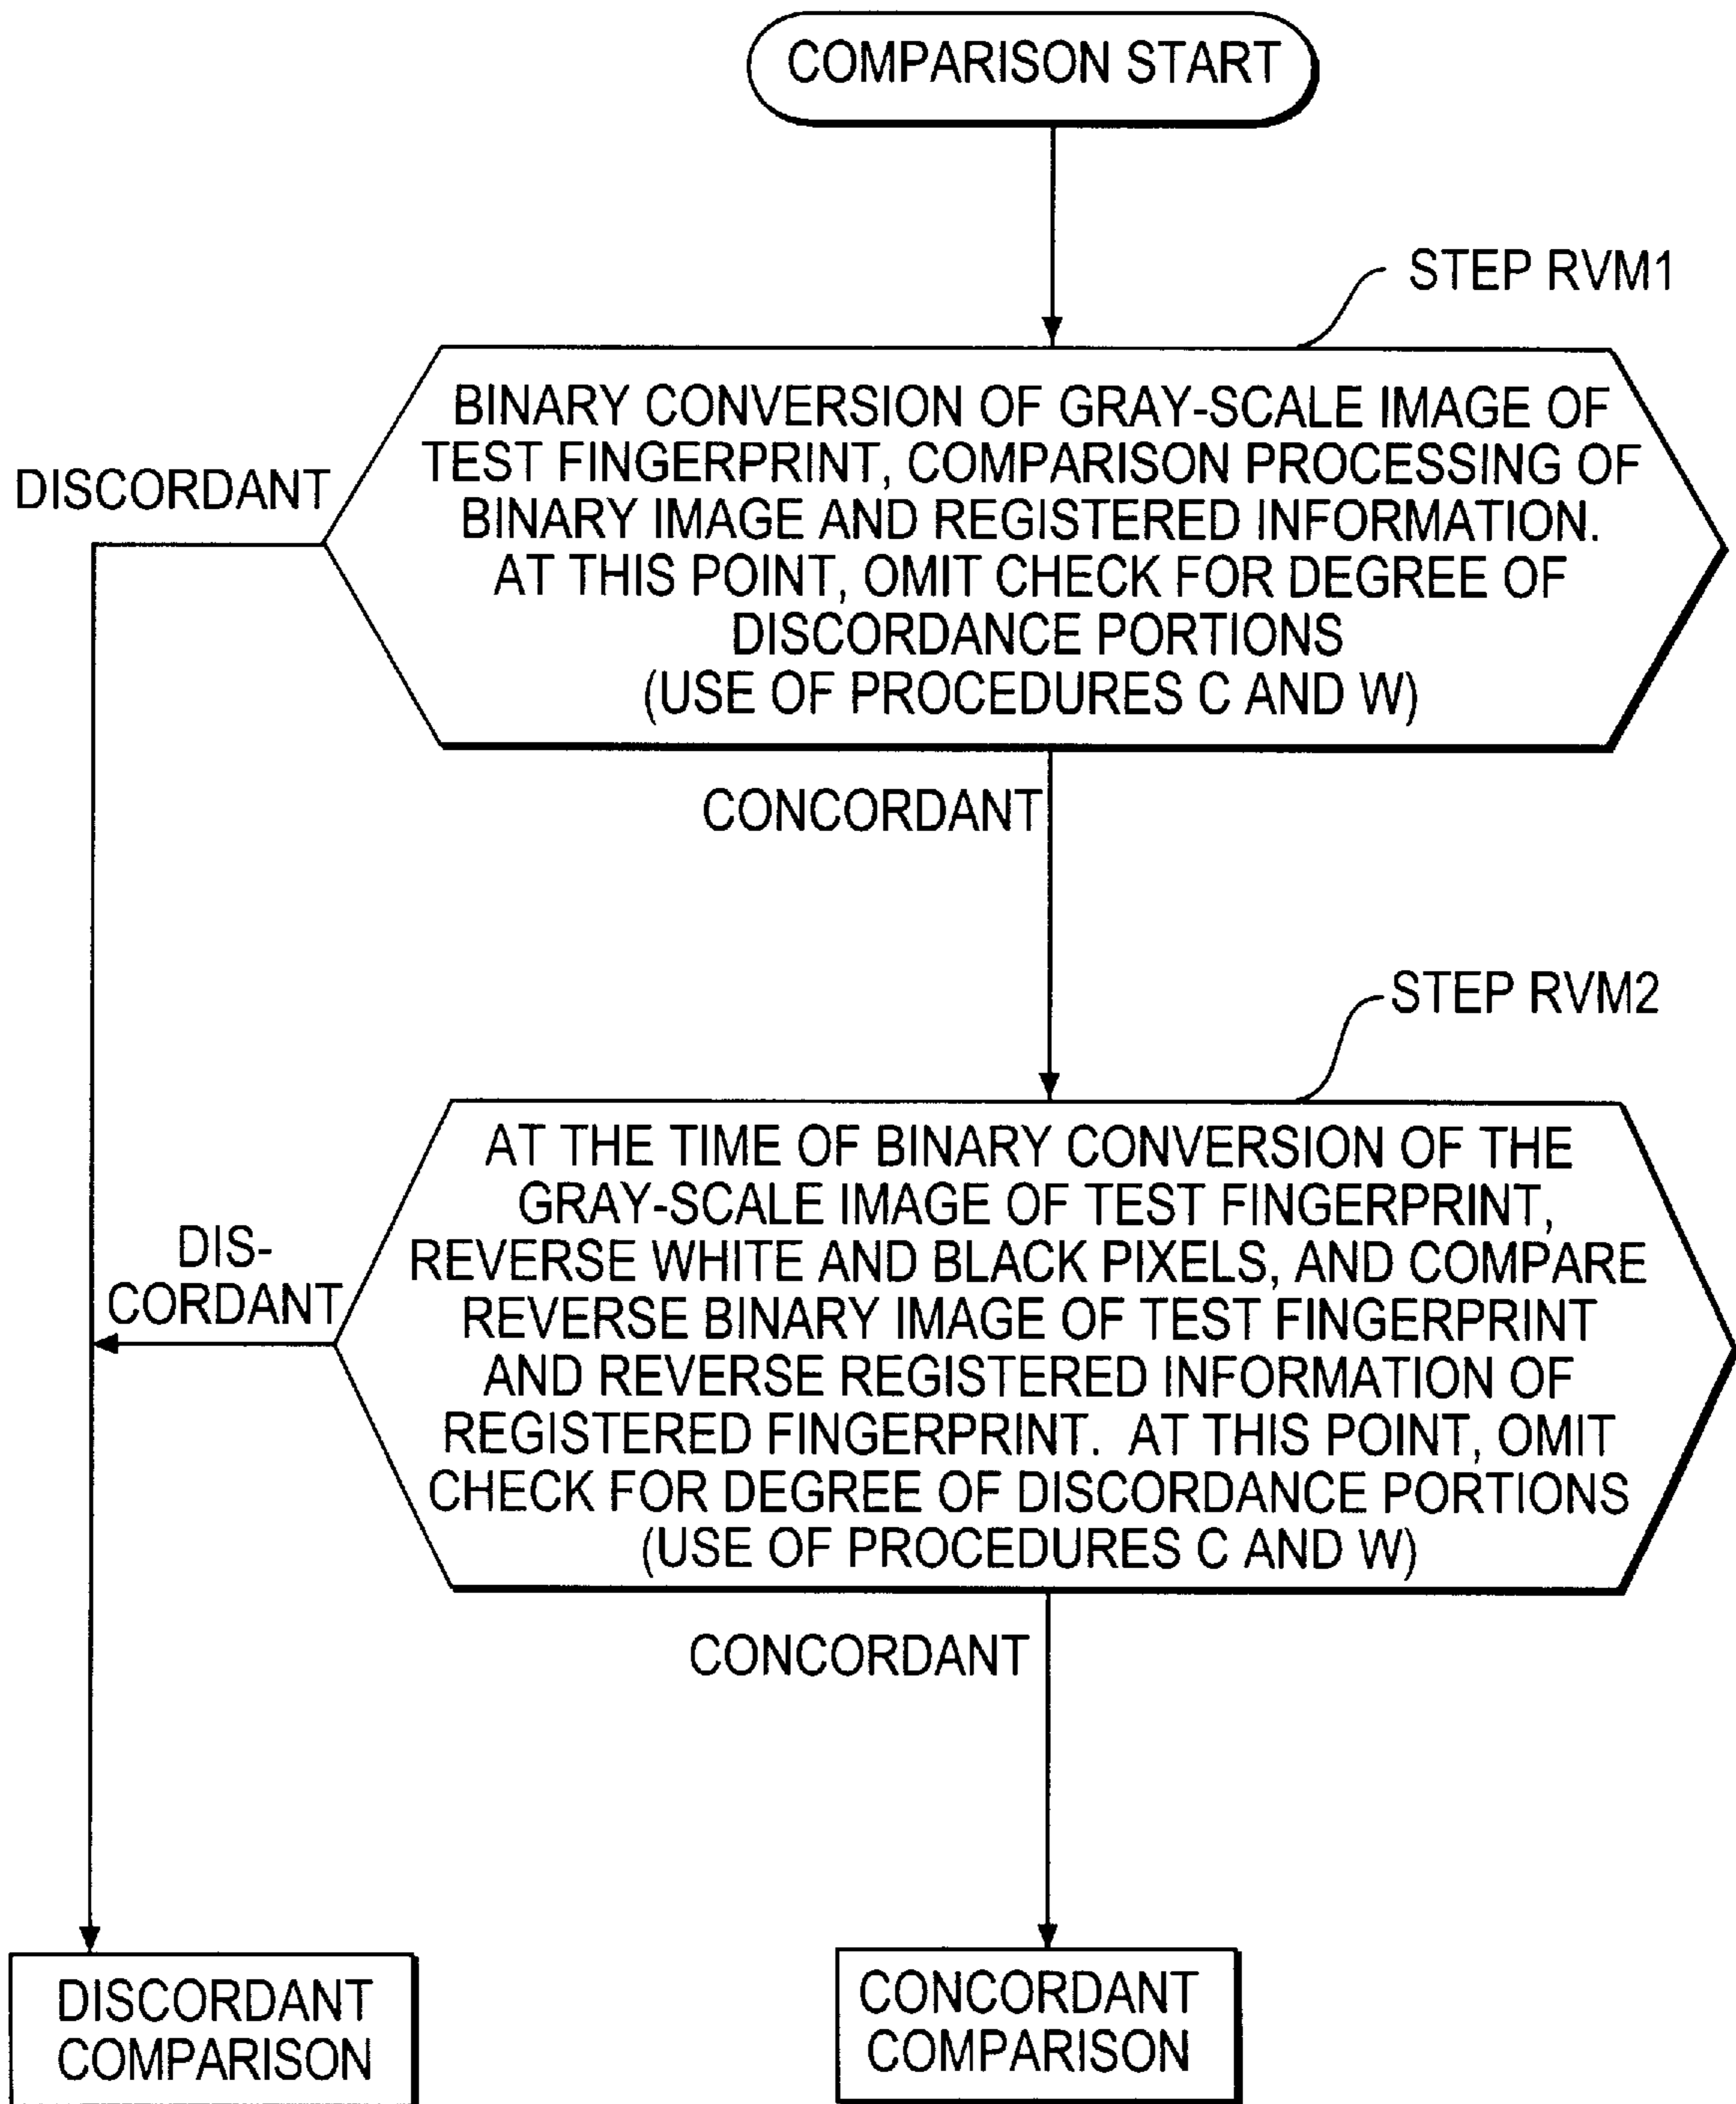 COMPARISON START
STEP RVM1
BINARY CONVERSION OF GRAY-SCALE IMAGE OF
TEST FINGERPRINT, COMPARISON PROCESSING OF
BINARY IMAGE AND REGISTERED INFORMATION.
AT THIS POINT, OMIT CHECK FOR DEGREE OF
DISCORDANCE PORTIONS
(USE OF PROCEDURES C AND W)
DISCORDANT
CONCORDANT
STEP RVM2
AT THE TIME OF BINARY CONVERSION OF THE
GRAY-SCALE IMAGE OF TEST FINGERPRINT,
REVERSE WHITE AND BLACK PIXELS, AND COMPARE
REVERSE BINARY IMAGE OF TEST FINGERPRINT
AND REVERSE REGISTERED INFORMATION OF
REGISTERED FINGERPRINT. AT THIS POINT, OMIT
CHECK FOR DEGREE OF DISCORDANCE PORTIONS
(USE OF PROCEDURES C AND W)
DIS-
CORDANT
CONCORDANT
DISCORDANT
COMPARISON
CONCORDANT
COMPARISON